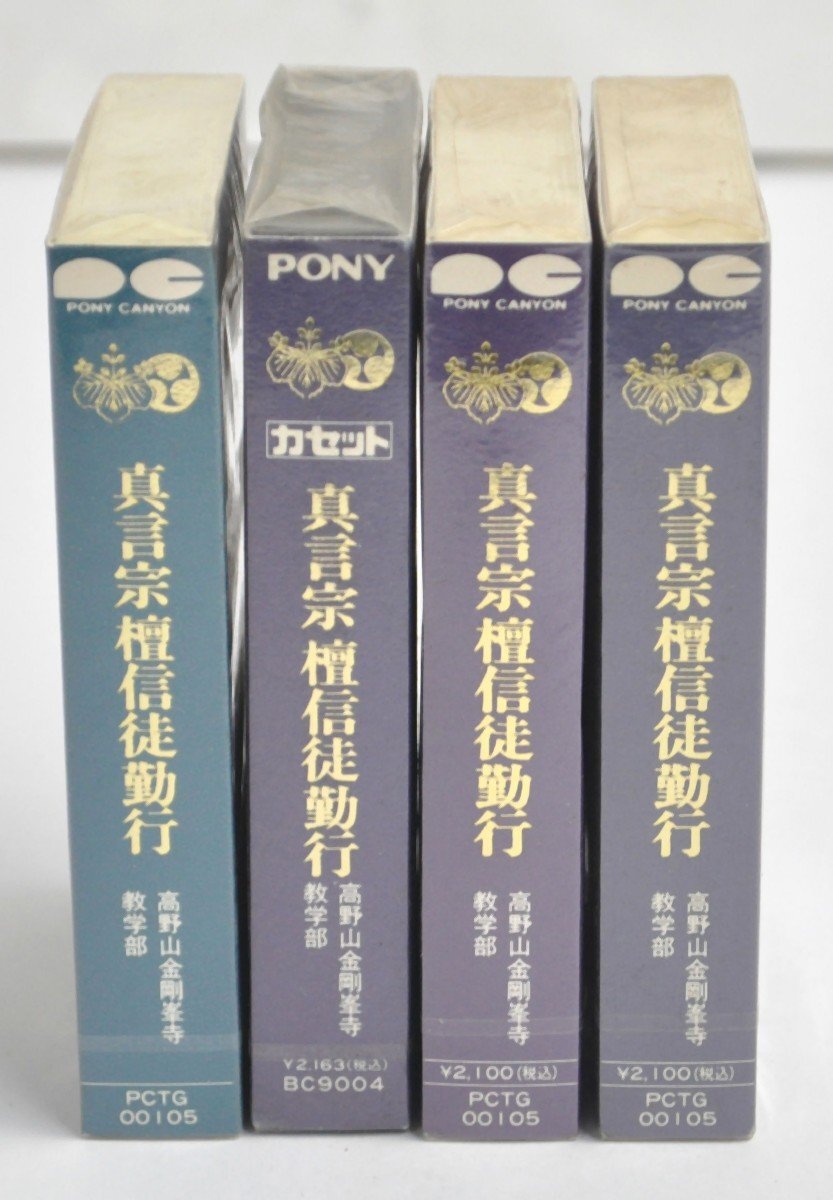 PONY CANYON
真言宗 檀信徒勤行
高野山金剛峯寺
教学部
PCTG
00105
PONY
カセット
真言宗 檀信徒勤行
高野山金剛峯寺
教学部
¥2,163(税込)
BC9004
PONY CANYON
真言宗 檀信徒勤行
高野山金剛峯寺
教学部
¥2,100(税込)
PCTG
00105
PONY CANYON
真言宗 檀信徒勤行
高野山金剛峯寺
教学部
¥2,100(税込)
PCTG
00105